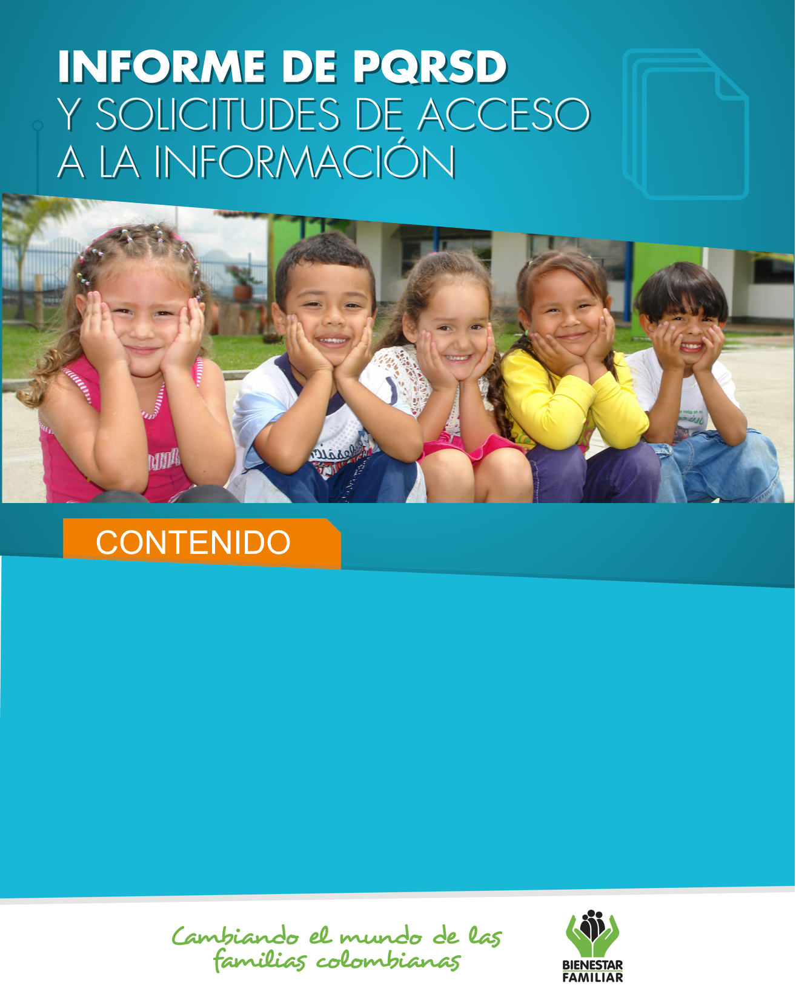 INFORME DE PQRSD
Y SOLICITUDES DE ACCESO
A LA INFORMACIÓN
CONTENIDO
Cambiando el mundo de las
familias colombianas
BIENESTAR
FAMILIAR